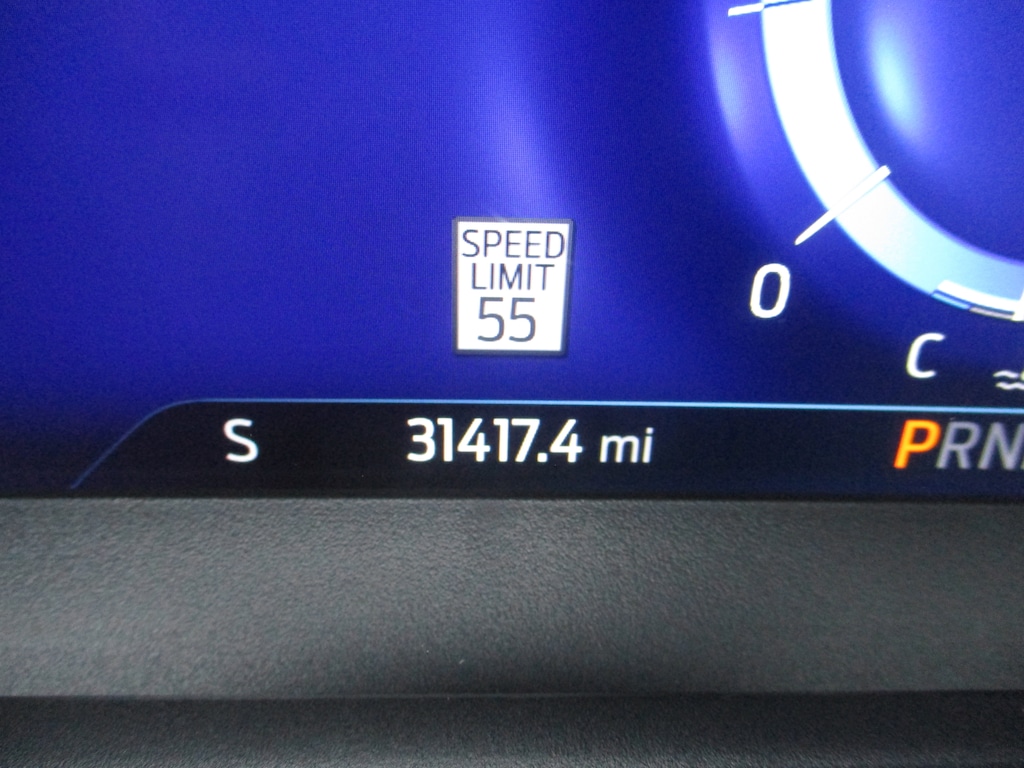 SPEED
LIMIT
55
0
C
S 31417.4 mi PRN